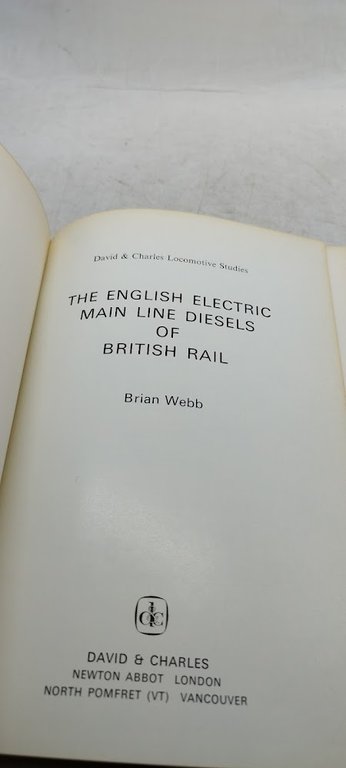 David & Charles Locomotive Studies
THE ENGLISH ELECTRIC
MAIN LINE DIESELS
OF
BRITISH RAIL
Brian Webb
DAVID & CHARLES
NEWTON ABBOT LONDON
NORTH POMFRET (VT) VANCOUVER